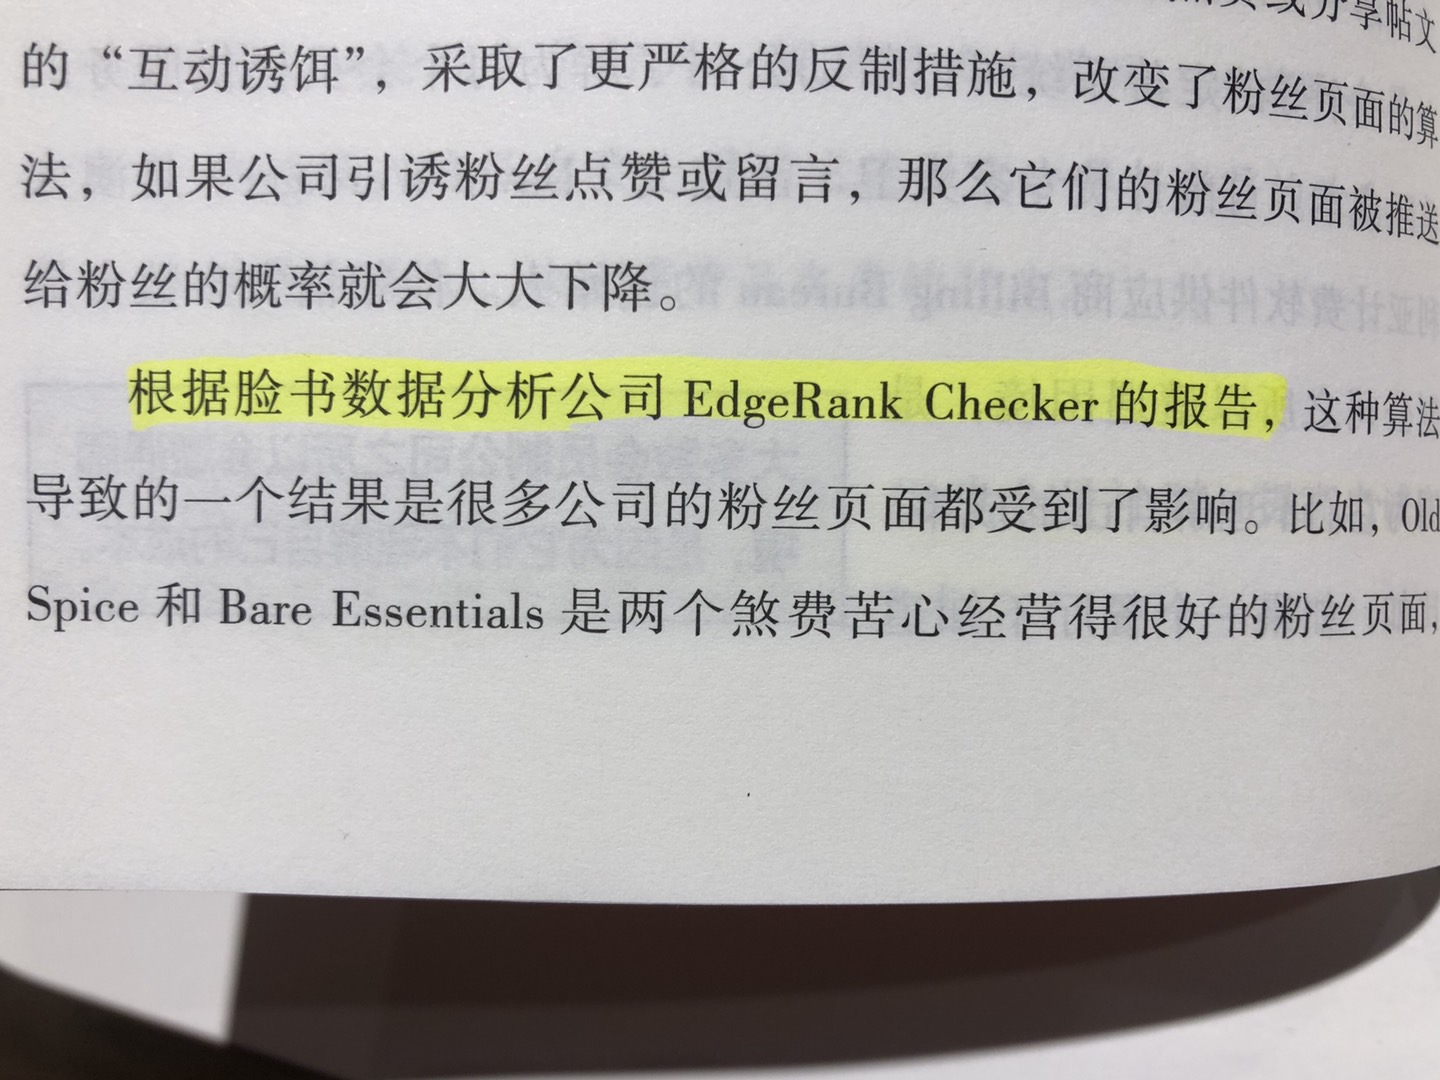 或分享帖文
的“互动诱饵”，采取了更严格的反制措施，改变了粉丝页面的算
法，如果公司引诱粉丝点赞或留言，那么它们的粉丝页面被推送
给粉丝的概率就会大大下降。
根据脸书数据分析公司 EdgeRank Checker 的报告，这种算法
导致的一个结果是很多公司的粉丝页面都受到了影响。比如，Old
Spice 和 Bare Essentials 是两个煞费苦心经营得很好的粉丝页面，